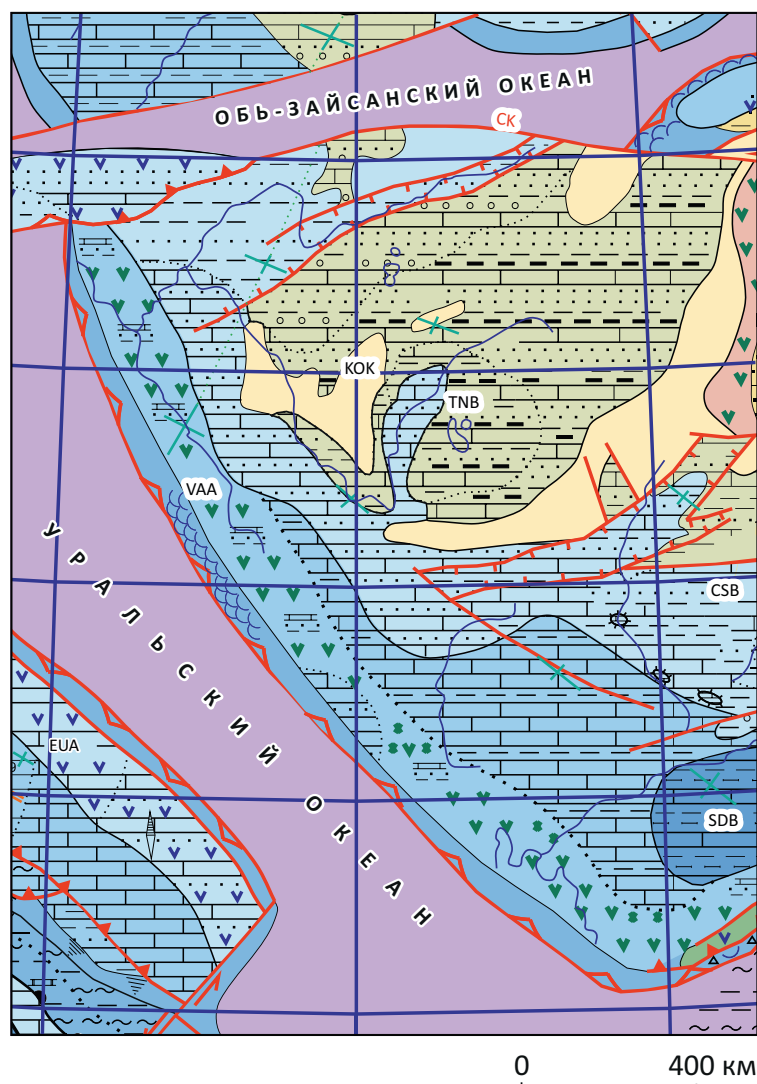 ОБЬ-ЗАЙСАНСКИЙ ОКЕАН
СК
КОК
TNB
VAA
УРАЛЬСКИЙ ОКЕАН
CSB
EUA
SDB
0 400 км